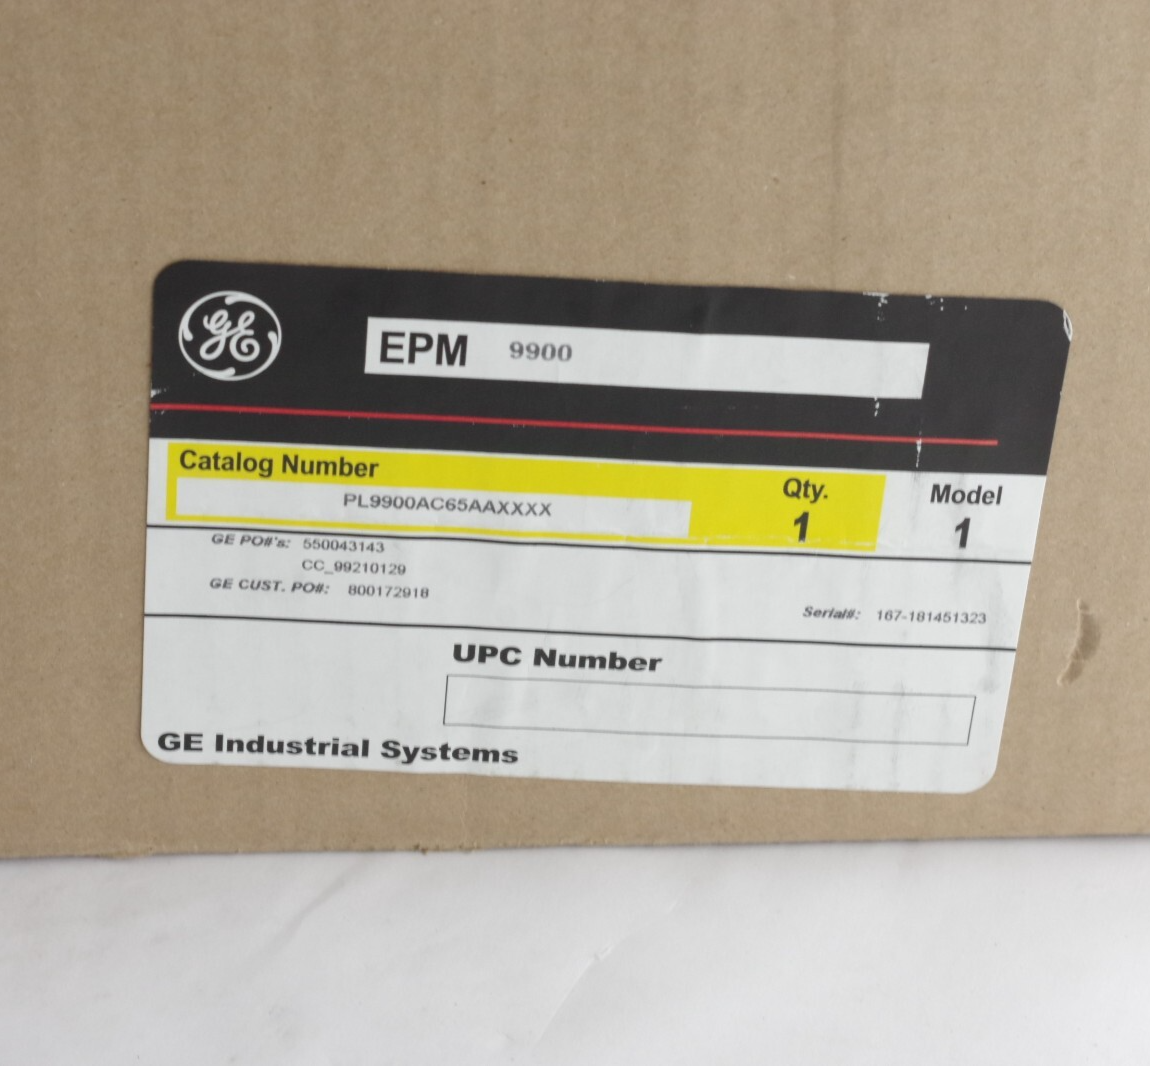 GE
EPM 9900
Catalog Number
PL9900AC65AAXXXX
Qty.
1
Model
1
GE PO#'s: 550043143
CC_99210129
GE CUST. PO#: 800172918
Serial#: 167-181451323
UPC Number
GE Industrial Systems